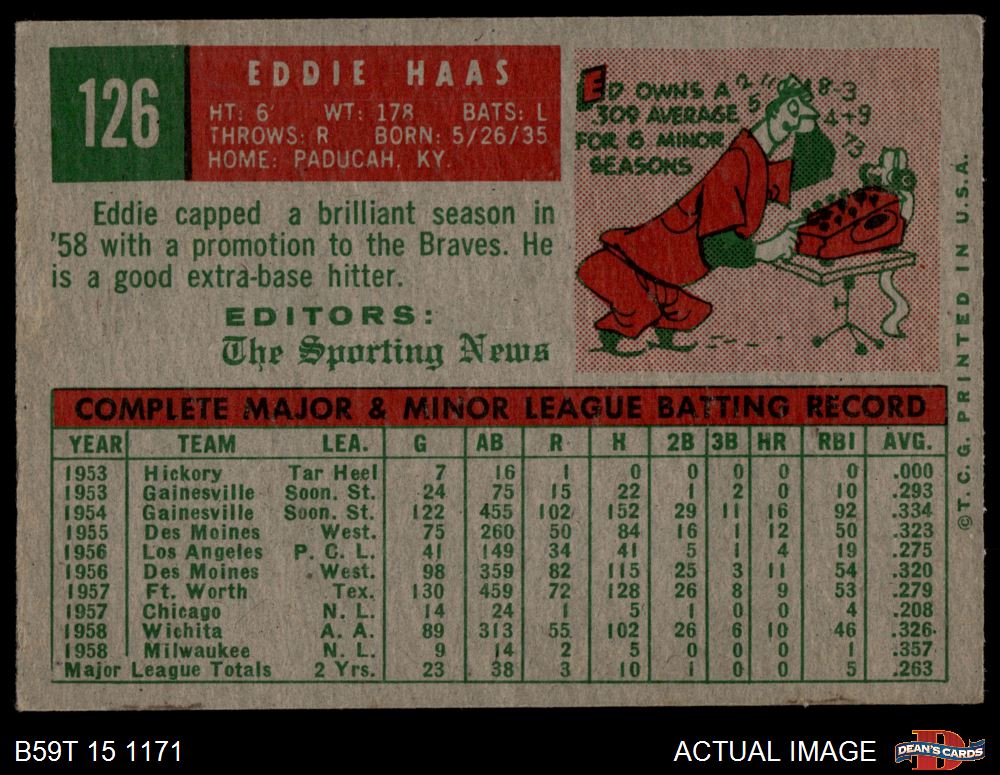 126
EDDIE HAAS
HT: 6' WT: 178 BATS: L
THROWS: R BORN: 5/26/35
HOME: PADUCAH, KY.
Eddie capped a brilliant season in
'58 with a promotion to the Braves. He
is a good extra-base hitter.
EDITORS:
The Sporting News
ED OWNS A
.309 AVERAGE
FOR 6 MINOR
SEASONS
COMPLETE MAJOR & MINOR LEAGUE BATTING RECORD
YEAR TEAM LEA. G AB R H 2B 3B HR RBI AVG.
1953 Hickory Tar Heel 7 16 1 0 0 0 0 0 .000
1953 Gainesville Soon. St. 24 75 15 22 1 2 0 10 .293
1954 Gainesville Soon. St. 122 455 102 152 29 11 16 92 .334
1955 Des Moines West. 75 260 50 84 16 1 12 50 .323
1956 Los Angeles P. C. L. 41 149 34 41 5 1 4 19 .275
1956 Des Moines West. 98 359 82 115 25 3 11 54 .320
1957 Ft. Worth Tex. 130 459 72 128 26 8 9 53 .279
1957 Chicago N. L. 14 24 1 5 1 0 0 4 .208
1958 Wichita A. A. 89 313 55 102 26 6 10 46 .326
1958 Milwaukee N. L. 9 14 2 5 0 0 0 1 .357
Major League Totals 2 Yrs. 23 38 3 10 1 0 0 5 .263
©T. C. G. PRINTED IN U.S.A.
B59T 15 1171
ACTUAL IMAGE
DEAN'S CARDS